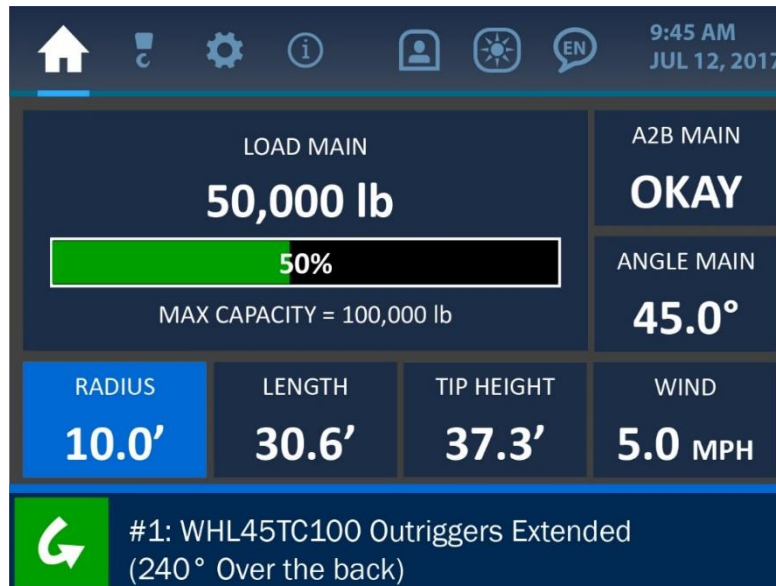 EN
9:45 AM
JUL 12, 2017
LOAD MAIN
50,000 lb
50%
MAX CAPACITY = 100,000 lb
A2B MAIN
OKAY
ANGLE MAIN
45.0°
RADIUS
10.0’
LENGTH
30.6’
TIP HEIGHT
37.3’
WIND
5.0 MPH
#1: WHL45TC100 Outriggers Extended
(240° Over the back)